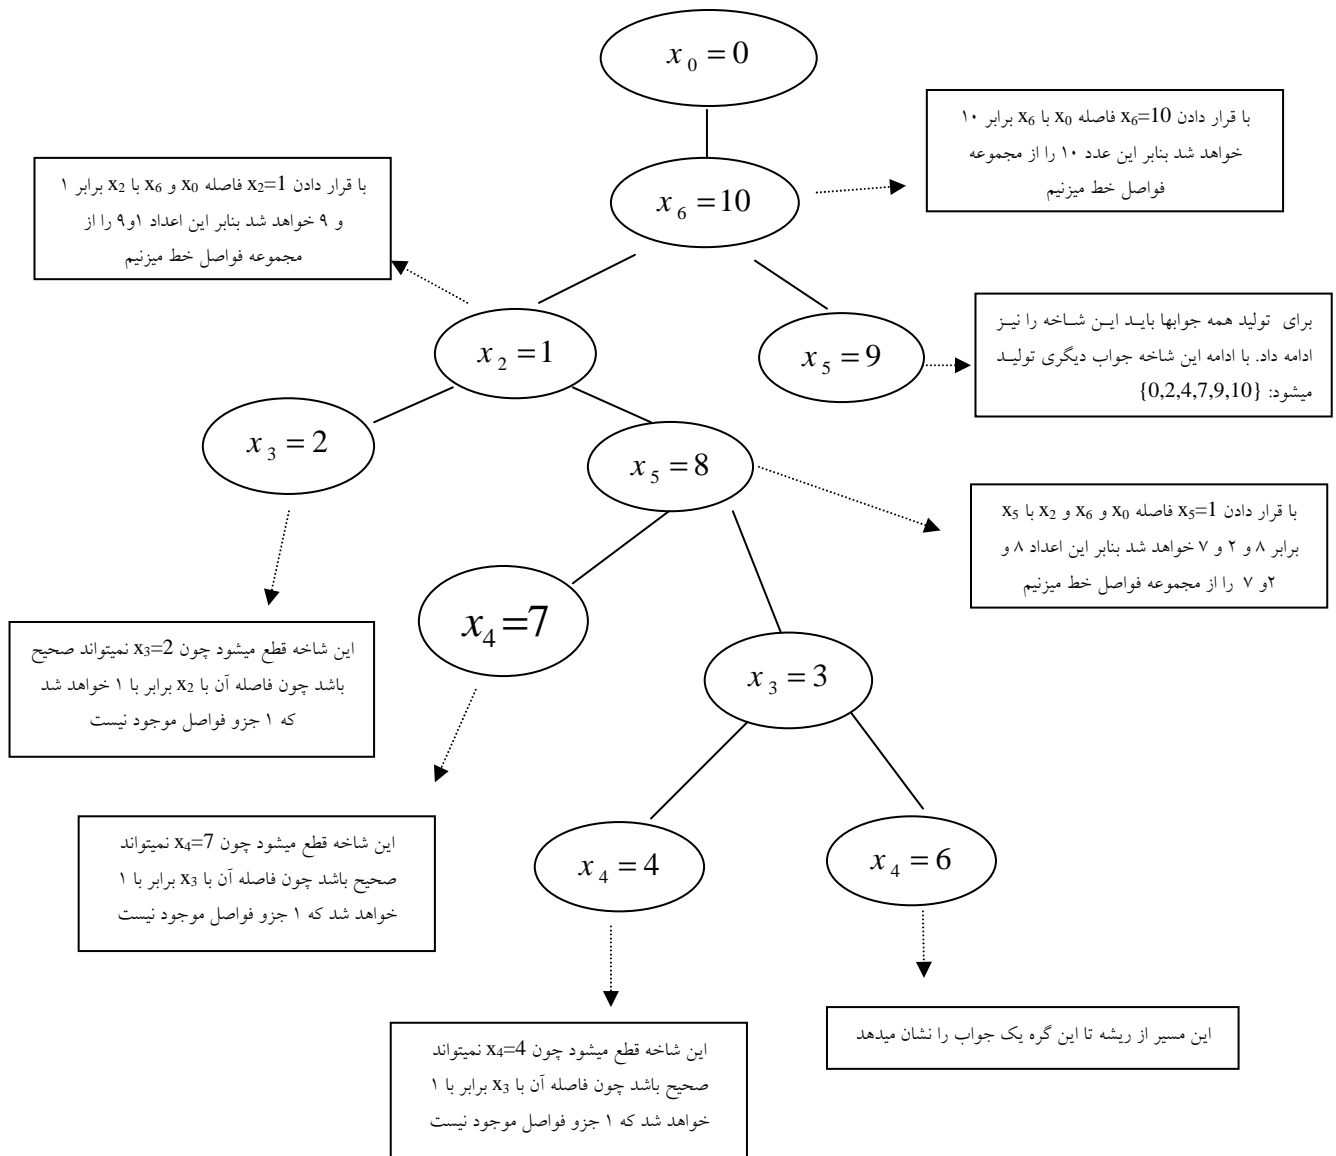 x₀ = 0
با قرار دادن x₆=10 فاصله x₀ با x₆ برابر ۱۰
خواهد شد بنابر این عدد ۱۰ را از مجموعه
فواصل خط میزنیم
با قرار دادن x₂=1 فاصله x₀ و x₆ با x₂ برابر ۱
و ۹ خواهد شد بنابر این اعداد ۱و۹ را از
مجموعه فواصل خط میزنیم
x₆ = 10
x₂ = 1
x₅ = 9
برای تولید همه جوابها بایـد ایـن شـاخه را نیـز
ادامه داد. با ادامه این شاخه جواب دیگری تولیـد
میشود: {0,2,4,7,9,10}
x₃ = 2
x₅ = 8
با قرار دادن x₅=1 فاصله x₀ و x₆ و x₂ با x₅
برابر ۸ و ۲ و ۷ خواهد شد بنابر این اعداد ۸ و
۲و ۷ را از مجموعه فواصل خط میزنیم
x₄=7
x₃ = 3
این شاخه قطع میشود چون x₃=2 نمیتواند صحیح
باشد چون فاصله آن با x₂ برابر با ۱ خواهد شد
که ۱ جزو فواصل موجود نیست
این شاخه قطع میشود چون x₄=7 نمیتواند
صحیح باشد چون فاصله آن با x₃ برابر با ۱
خواهد شد که ۱ جزو فواصل موجود نیست
x₄ = 4
x₄ = 6
این شاخه قطع میشود چون x₄=4 نمیتواند
صحیح باشد چون فاصله آن با x₃ برابر با ۱
خواهد شد که ۱ جزو فواصل موجود نیست
این مسیر از ریشه تا این گره یک جواب را نشان میدهد